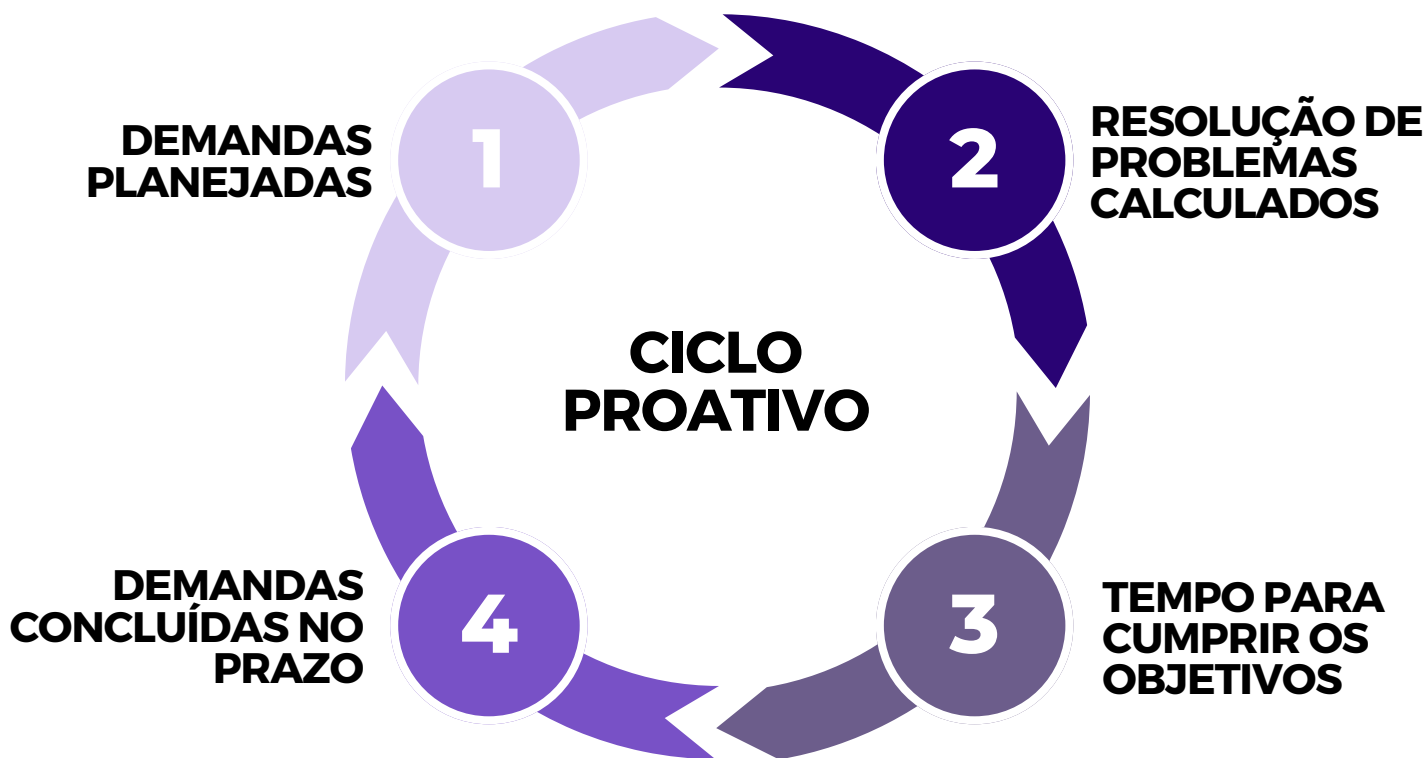 1
DEMANDAS
PLANEJADAS
2
RESOLUÇÃO DE
PROBLEMAS
CALCULADOS
CICLO
PROATIVO
3
TEMPO PARA
CUMPRIR OS
OBJETIVOS
4
DEMANDAS
CONCLUÍDAS NO
PRAZO